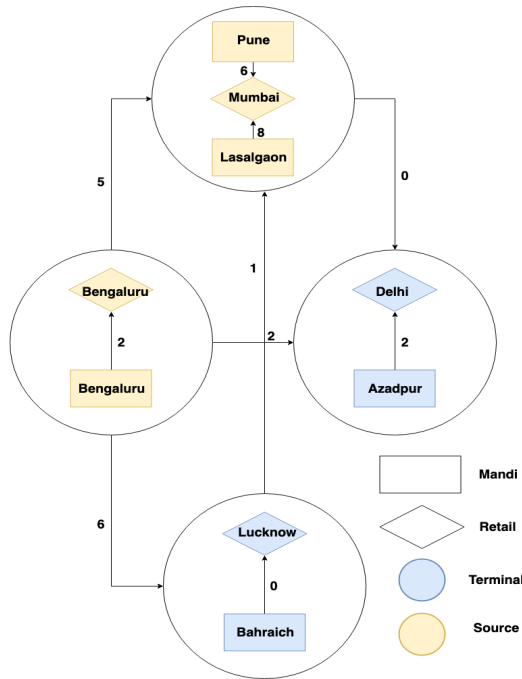 Pune
6
Mumbai
8
Lasalgaon
5
0
1
Bengaluru
2
Bengaluru
2
Delhi
2
Azadpur
6
Lucknow
0
Bahraich
Mandi
Retail
Terminal
Source